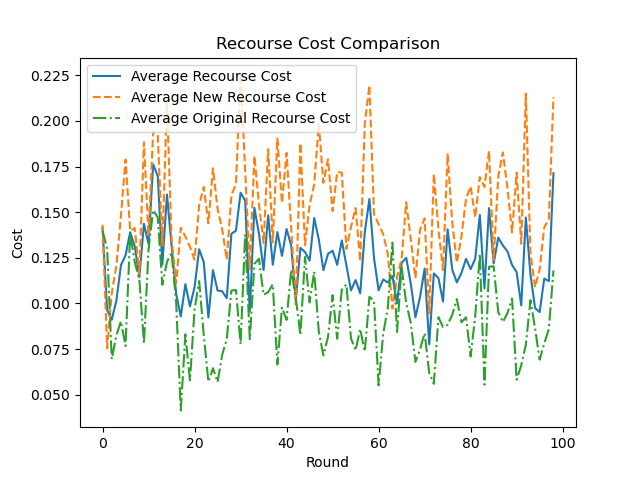 Recourse Cost Comparison
Average Recourse Cost
Average New Recourse Cost
Average Original Recourse Cost
0.225
0.200
0.175
0.150
0.125
0.100
0.075
0.050
Cost
0 20 40 60 80 100
Round